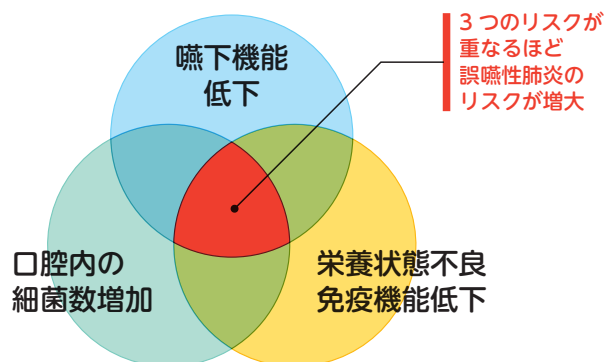 嚥下機能
低下
3つのリスクが
重なるほど
誤嚥性肺炎の
リスクが増大
口腔内の
細菌数増加
栄養状態不良
免疫機能低下